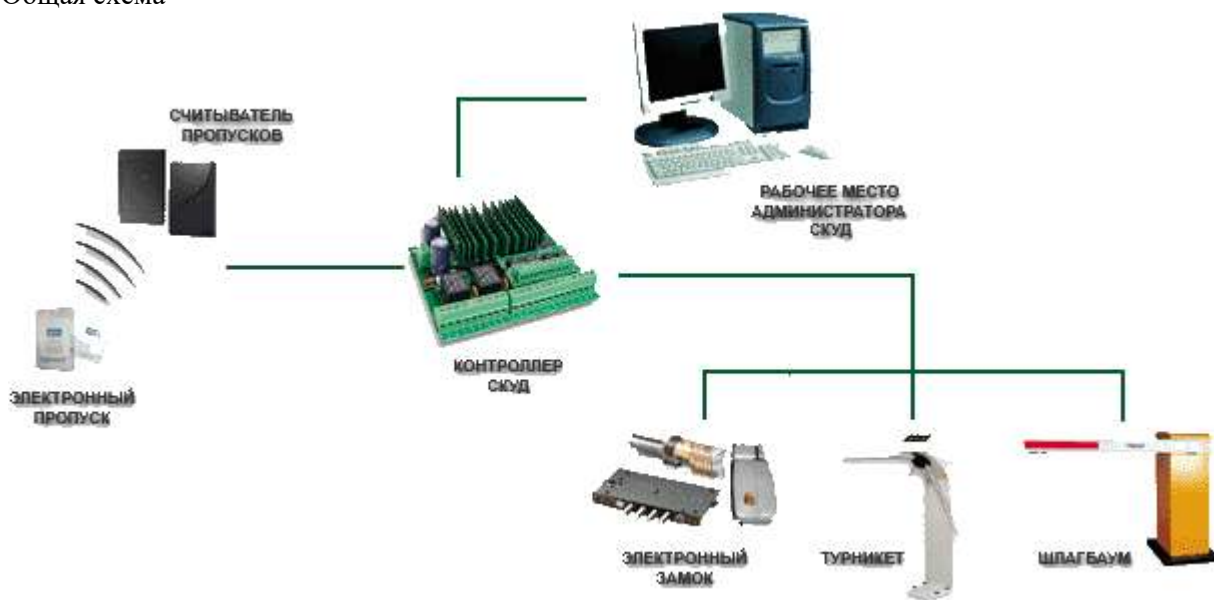 Общая схема
СЧИТЫВАТЕЛЬ
ПРОПУСКОВ
РАБОЧЕЕ МЕСТО
АДМИНИСТРАТОРА
СКУД
КОНТРОЛЛЕР
СКУД
ЭЛЕКТРОННЫЙ
ПРОПУСК
ЭЛЕКТРОННЫЙ
ЗАМОК
ТУРНИКЕТ
ШЛАГБАУМ